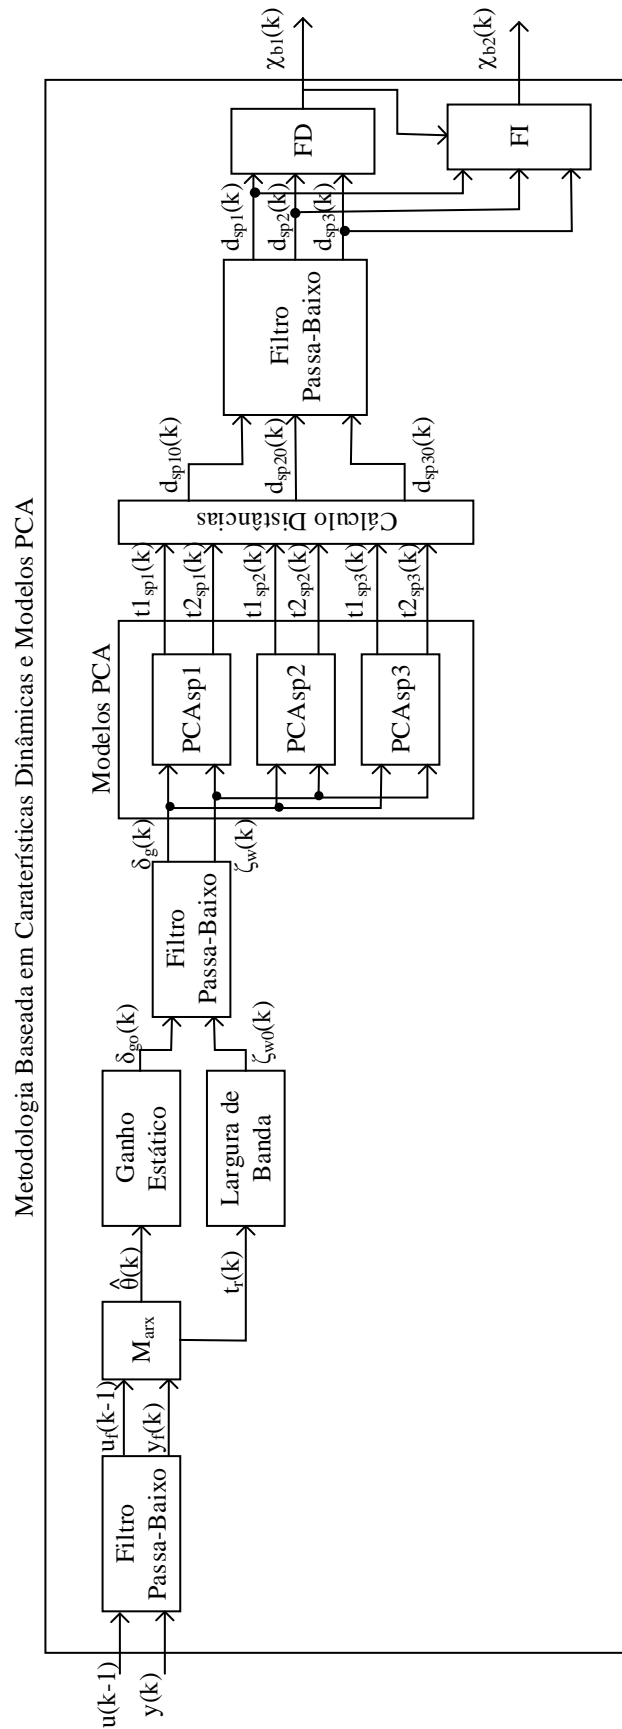 Metodologia Baseada em Caraterísticas Dinâmicas e Modelos PCA
u(k-1)
y(k)
Filtro
Passa-Baixo
u_f(k-1)
y_f(k)
M_arx
θ̂(k)
t_r(k)
Ganho
Estático
Largura de
Banda
δ_go(k)
ζ_w0(k)
Filtro
Passa-Baixo
δ_g(k)
ζ_w(k)
Modelos PCA
PCAsp1
PCAsp2
PCAsp3
t1_sp1(k)
t2_sp1(k)
t1_sp2(k)
t2_sp2(k)
t1_sp3(k)
t2_sp3(k)
Cálculo Distâncias
d_sp10(k)
d_sp20(k)
d_sp30(k)
Filtro
Passa-Baixo
d_sp1(k)
d_sp2(k)
d_sp3(k)
FD
FI
χ_b1(k)
χ_b2(k)